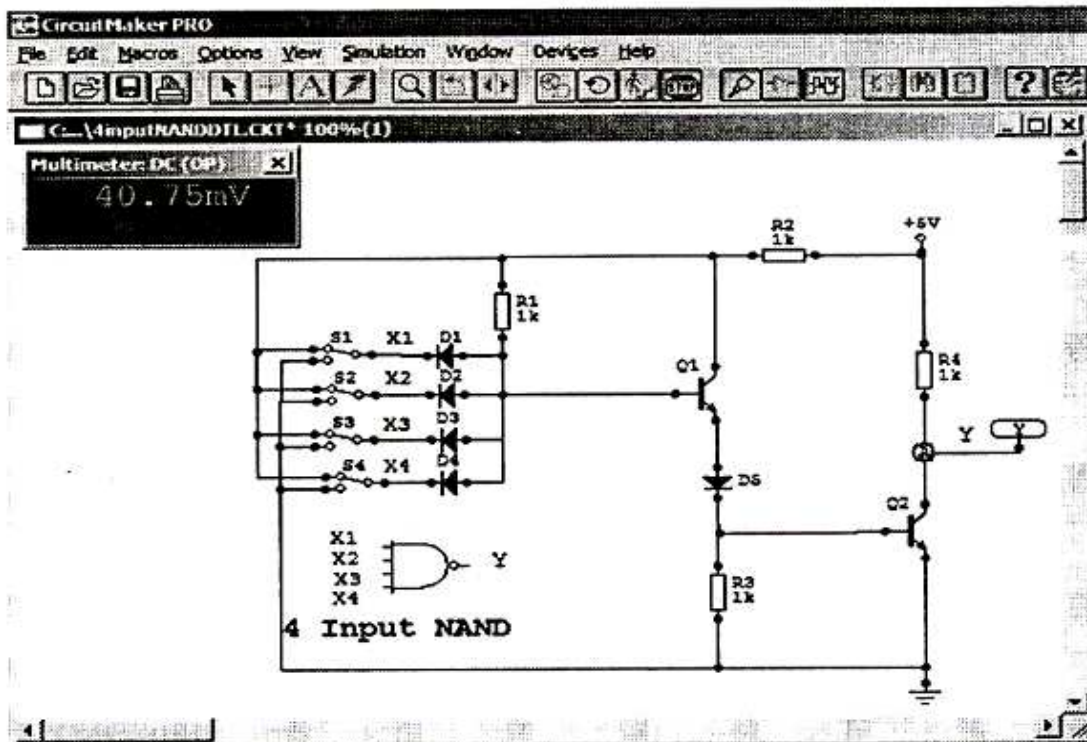 CircuitMaker PRO
File Edit Macros Options View Simulation Window Devices Help
STOP
?
C:...\4inputNANDDTL.CKT* 100%(1)
Multimeter: DC (OP)
40.75mV
R2
1k
+5V
R1
1k
S1 X1 D1
S2 X2 D2
S3 X3 D3
S4 X4 D4
Q1
R4
1k
Y Y
D5
Q2
R3
1k
X1
X2
X3
X4
Y
4 Input NAND